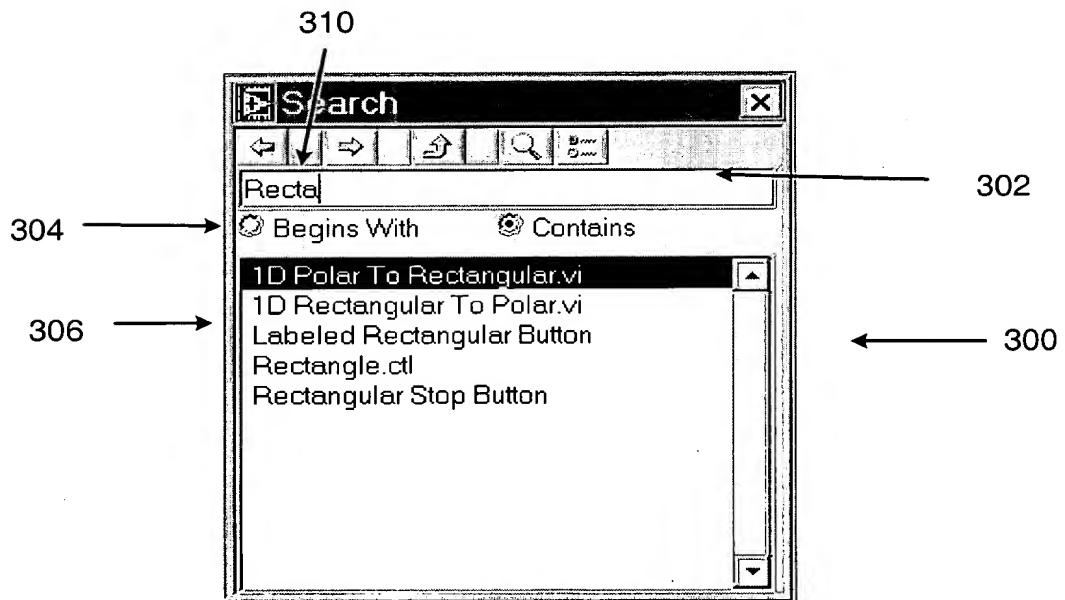 310
Search
Recta
302
304
Begins With Contains
1D Polar To Rectangular.vi
1D Rectangular To Polar.vi
306
Labeled Rectangular Button
300
Rectangle.ctl
Rectangular Stop Button